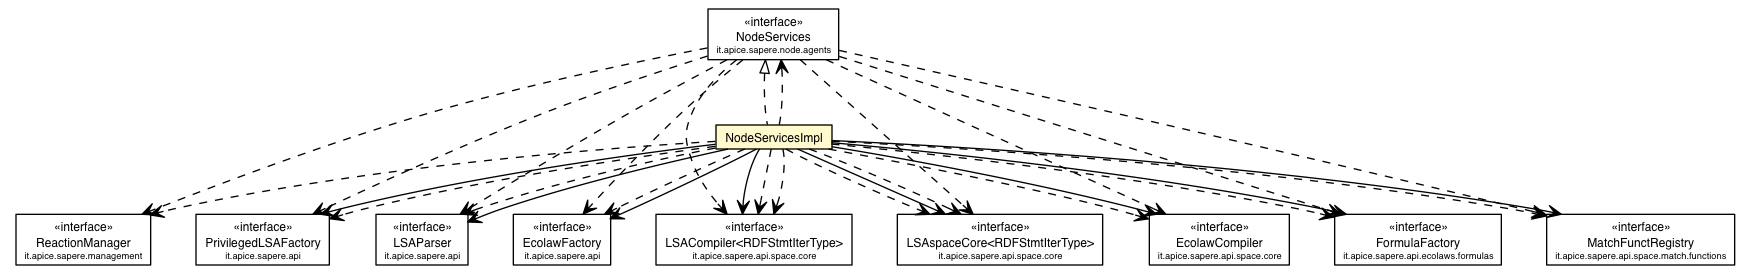 «interface»
NodeServices
it.apice.sapere.node.agents
NodeServicesImpl
«interface»
ReactionManager
it.apice.sapere.management
«interface»
PrivilegedLSAFactory
it.apice.sapere.api
«interface»
LSAParser
it.apice.sapere.api
«interface»
EcolawFactory
it.apice.sapere.api
«interface»
LSACompiler<RDFStmtIterType>
it.apice.sapere.api.space.core
«interface»
LSAspaceCore<RDFStmtIterType>
it.apice.sapere.api.space.core
«interface»
EcolawCompiler
it.apice.sapere.api.space.core
«interface»
FormulaFactory
it.apice.sapere.api.ecolaws.formulas
«interface»
MatchFunctRegistry
it.apice.sapere.api.space.match.functions